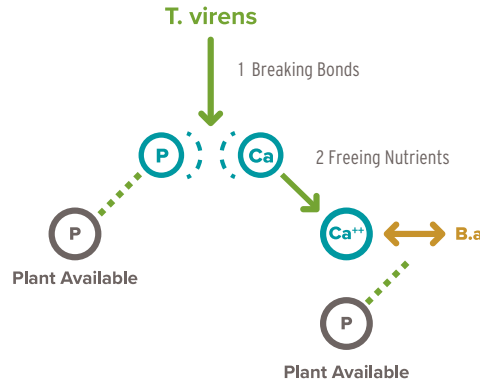 T. virens
1 Breaking Bonds
P
Ca
2 Freeing Nutrients
P
Ca++
B.a
Plant Available
P
Plant Available